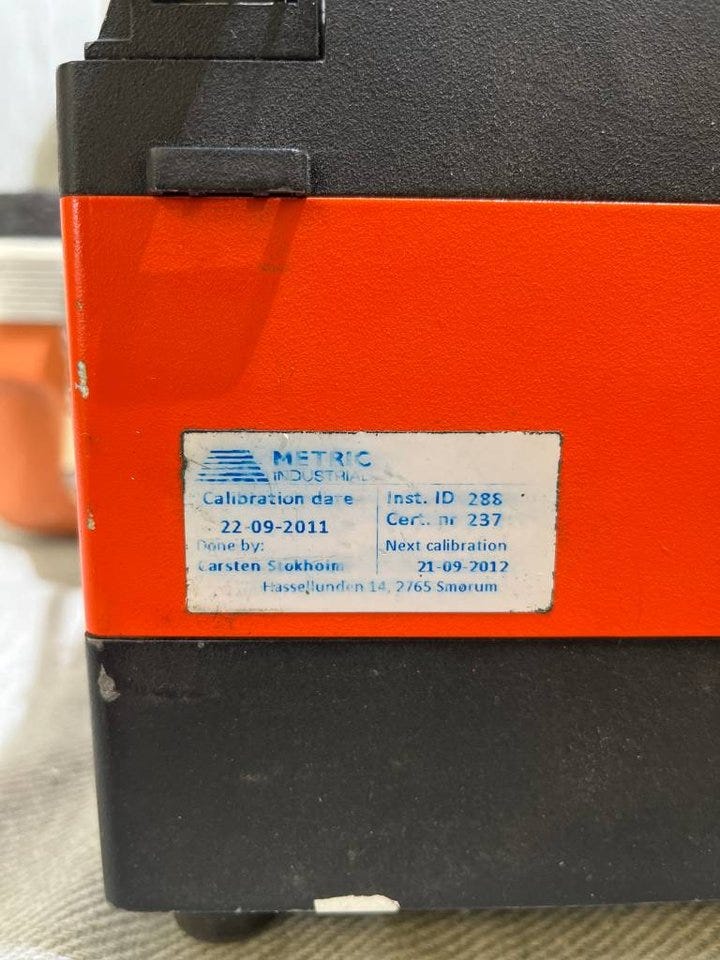 METRIC
INDUSTRIAL
Calibration date
22-09-2011
Done by:
Carsten Stokholm
Inst. ID 288
Cert. nr 237
Next calibration
21-09-2012
Hassellunden 14, 2765 Smørum